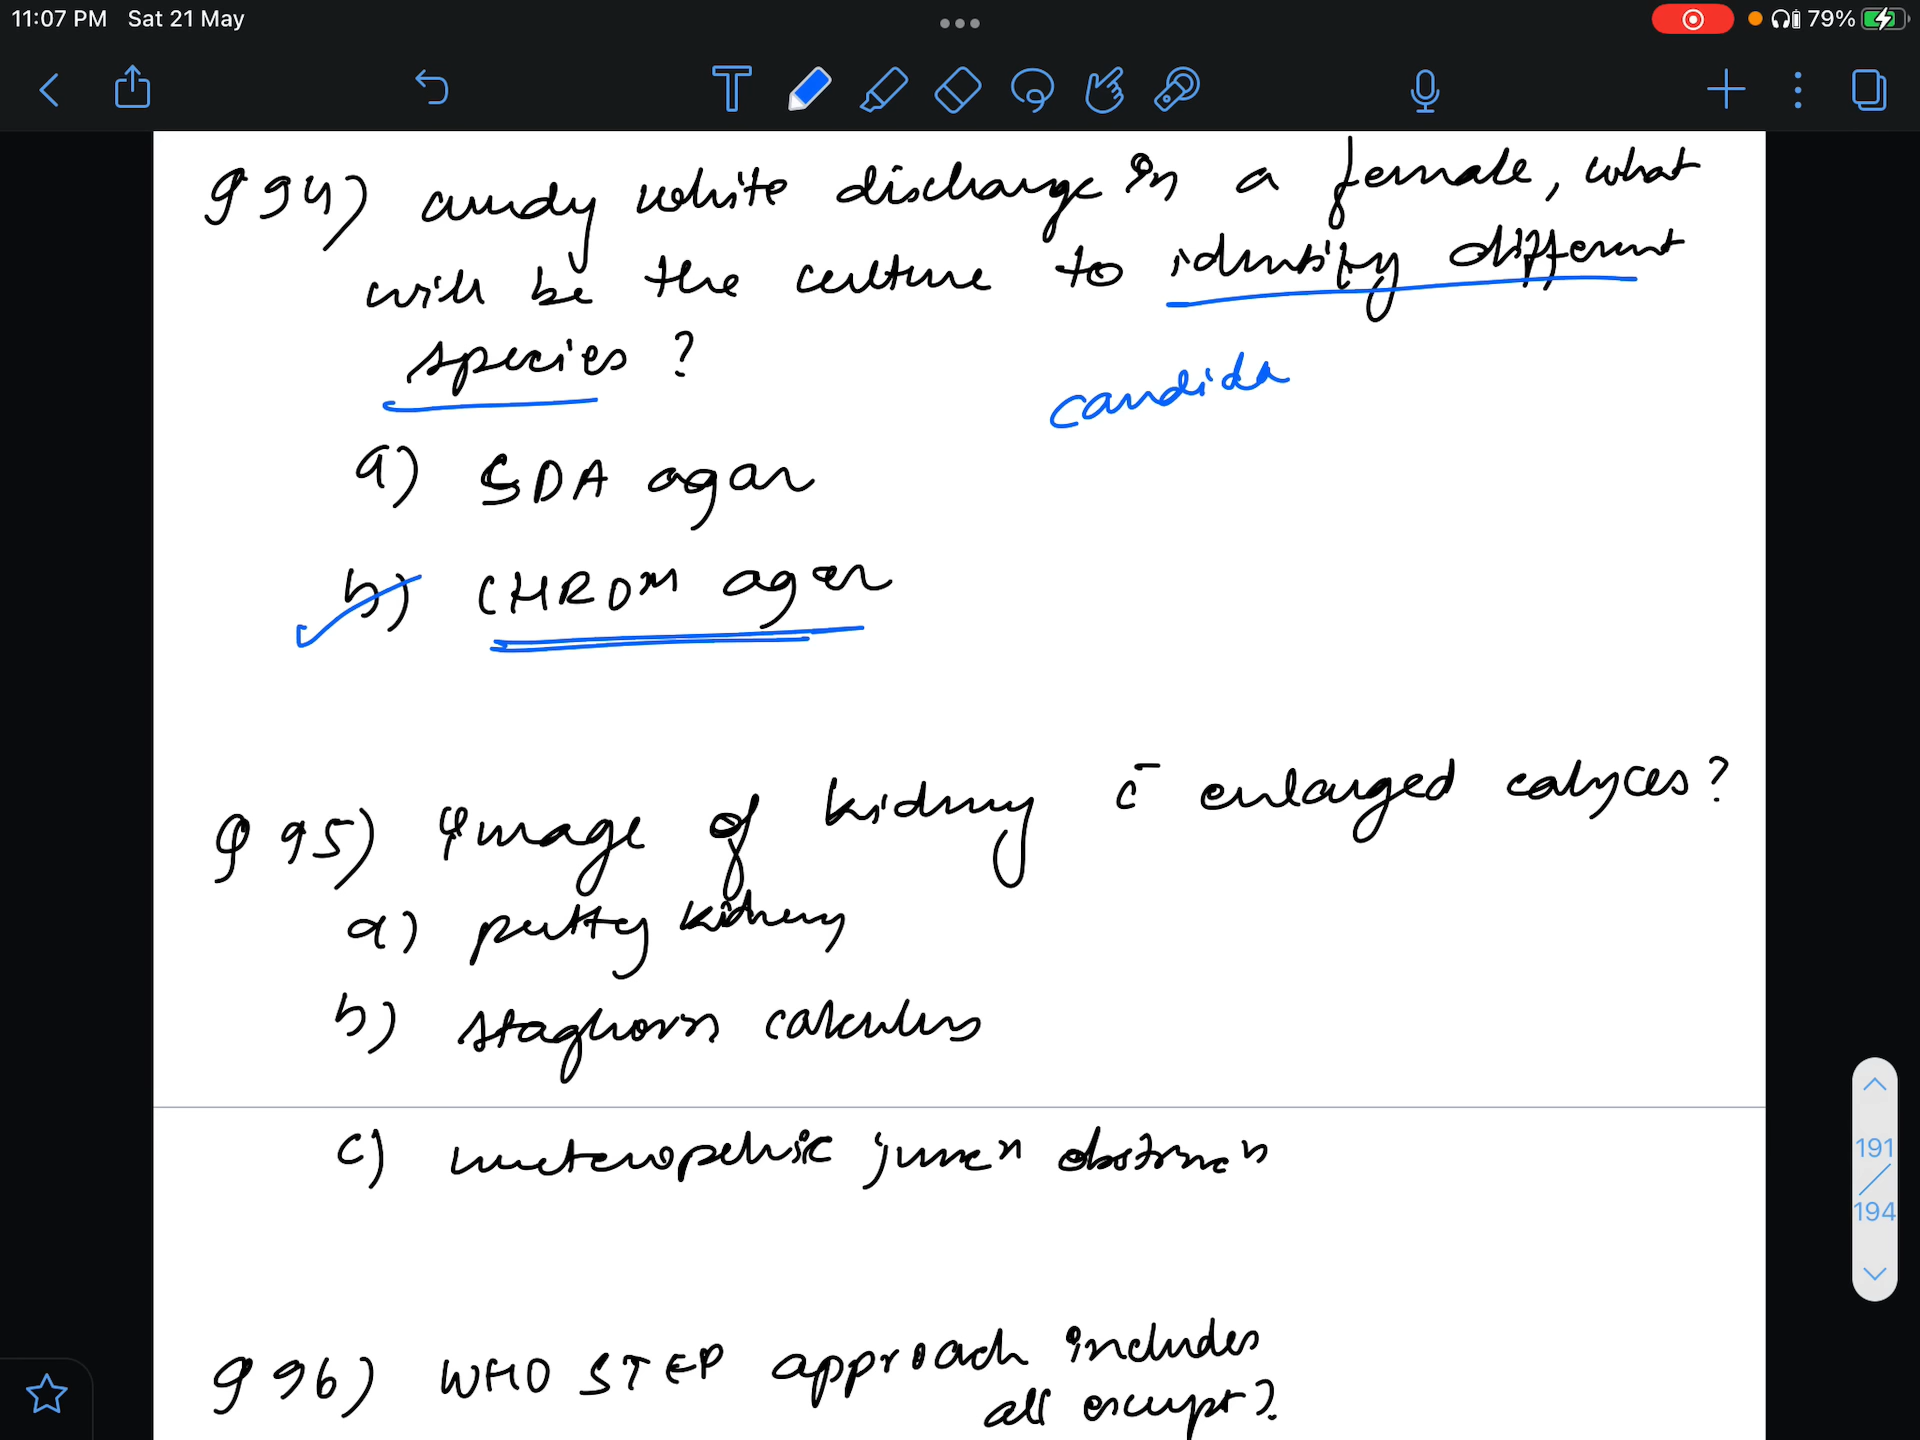 11:07 PM Sat 21 May
79%
T
Q 94) curdy white discharge in a female, what
will be the culture to identify different
species ?
candida
a) SDA agar
b) CHROM agar
Q 95) Image of kidney c̄ enlarged calyces?
a) putty kidney
b) staghorn calculus
c) ureteropelvic juncn obstrucn
191
194
Q 96) WHO STEP approach includes
all except?